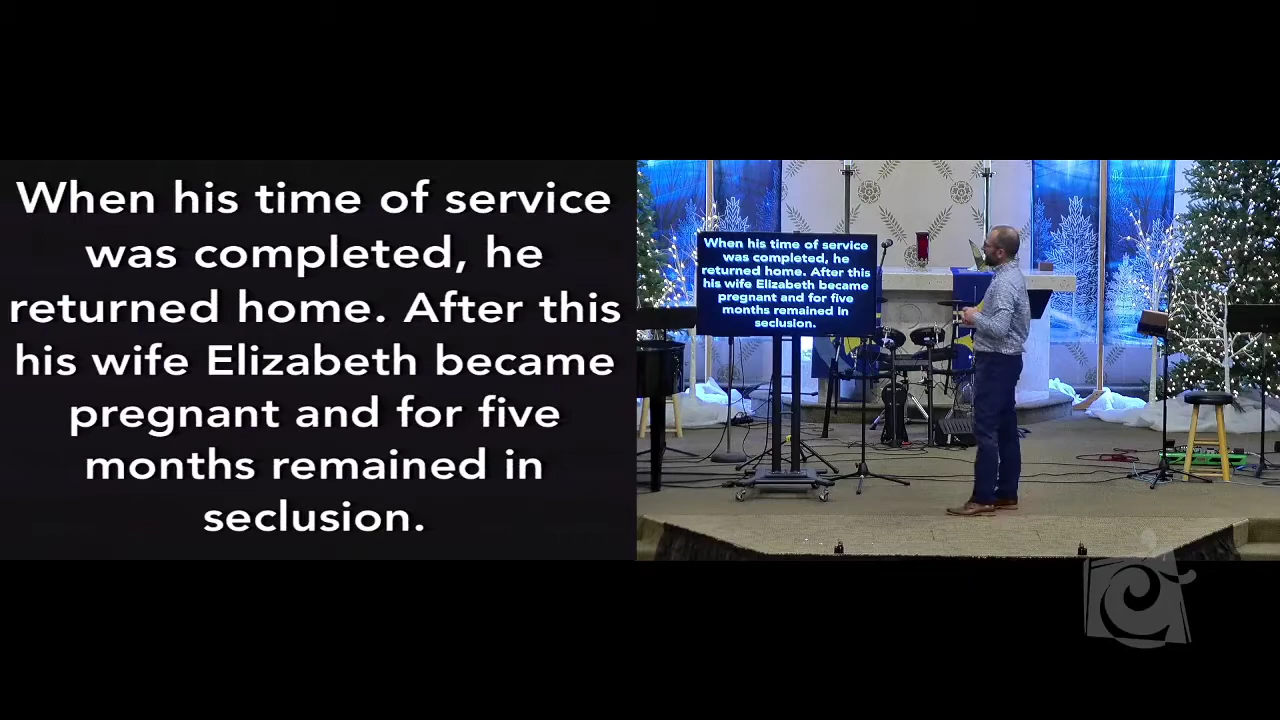 When his time of service
was completed, he
returned home. After this
his wife Elizabeth became
pregnant and for five
months remained in
seclusion.
When his time of service
was completed, he
returned home. After this
his wife Elizabeth became
pregnant and for five
months remained in
seclusion.